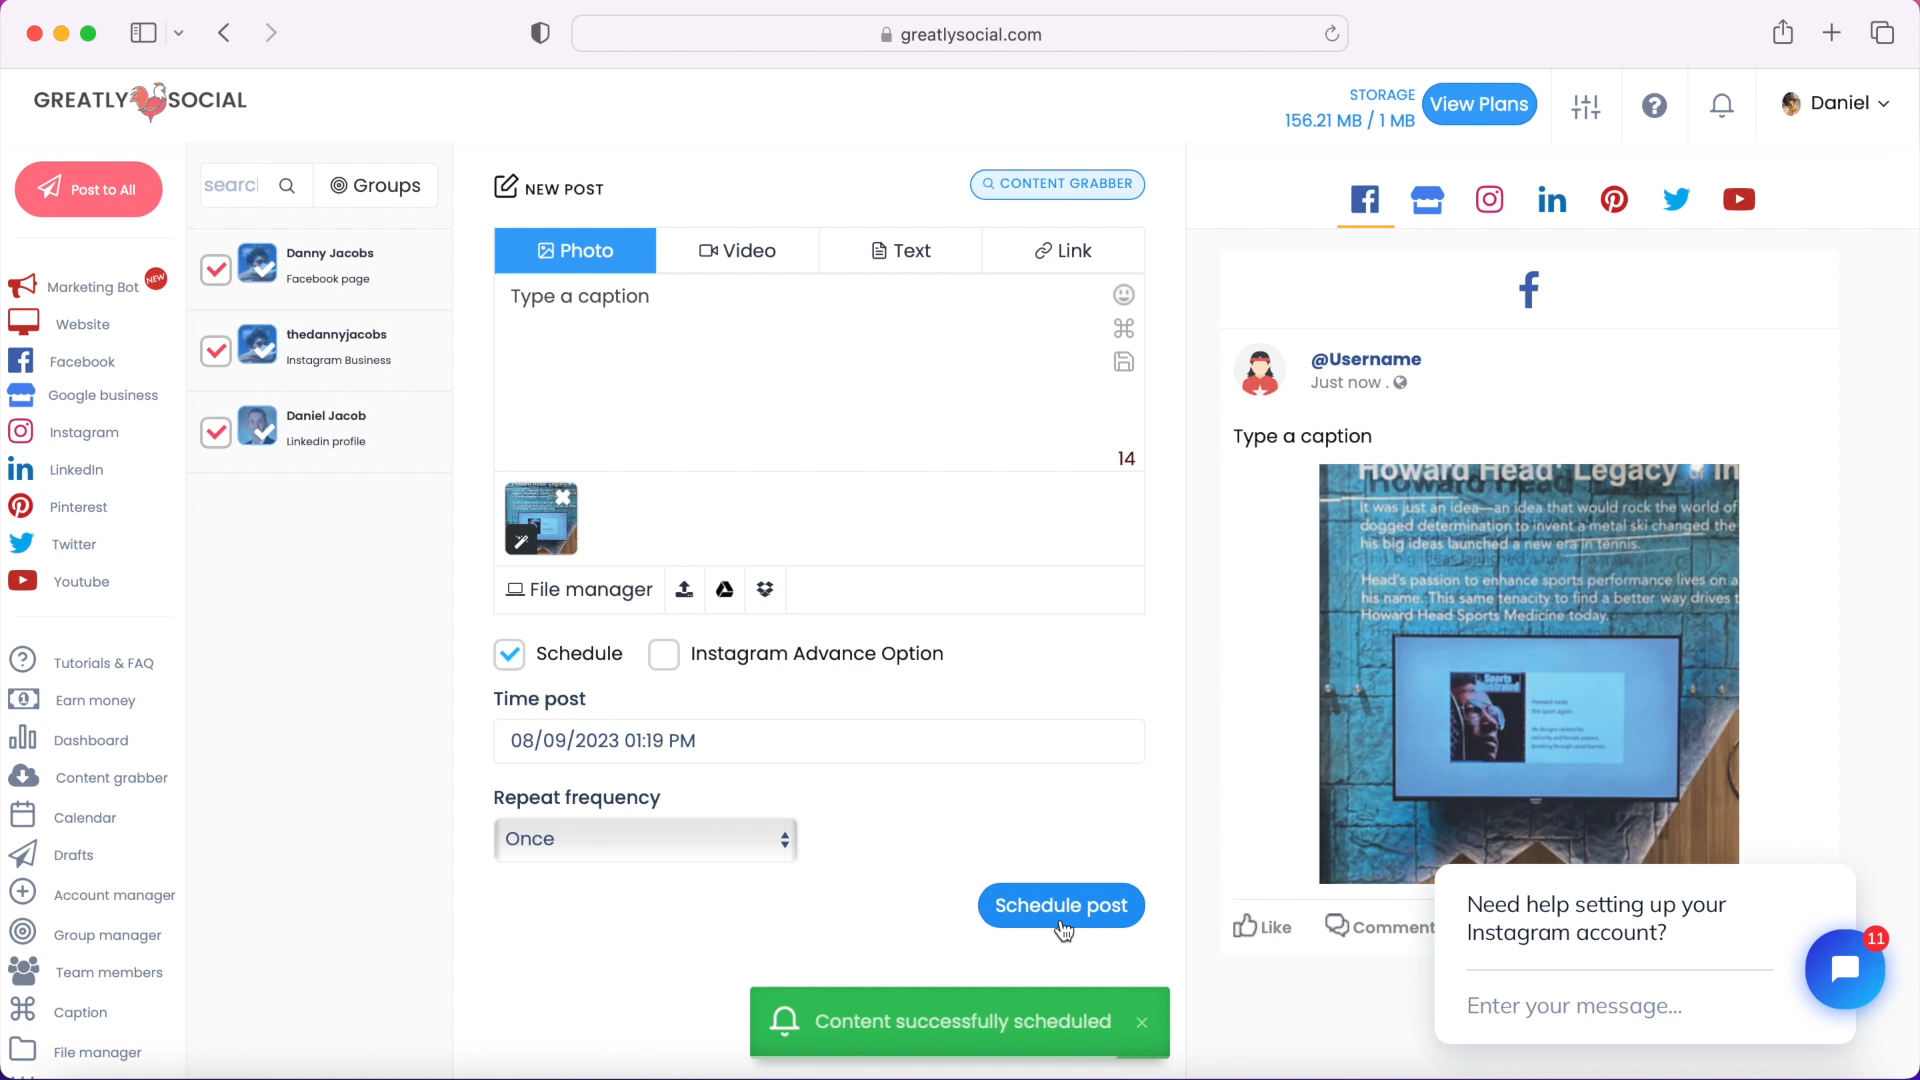 greatlysocial.com
GREATLY SOCIAL
STORAGE
156.21 MB / 1 MB
View Plans
Daniel
Post to All
Marketing Bot
NEW
Website
Facebook
Google business
Instagram
LinkedIn
Pinterest
Twitter
Youtube
Tutorials & FAQ
Earn money
Dashboard
Content grabber
Calendar
Drafts
Account manager
Group manager
Team members
Caption
File manager
searc
Groups
Danny Jacobs
Facebook page
thedannyjacobs
Instagram Business
Daniel Jacob
Linkedin profile
NEW POST
CONTENT GRABBER
Photo
Video
Text
Link
Type a caption
14
File manager
Schedule
Instagram Advance Option
Time post
08/09/2023 01:19 PM
Repeat frequency
Once
Schedule post
Content successfully scheduled
@Username
Just now .
Type a caption
Howard Head: Legacy
It was just an idea—an idea that would rock the world of
dogged determination to invent a metal ski changed the
his big ideas launched a new era in tennis.
Head's passion to enhance sports performance lives on a
his name. This same tenacity to find a better way drives t
Howard Head Sports Medicine today.
Sports
Illustrated
Like
Comment
Need help setting up your
Instagram account?
Enter your message...
11